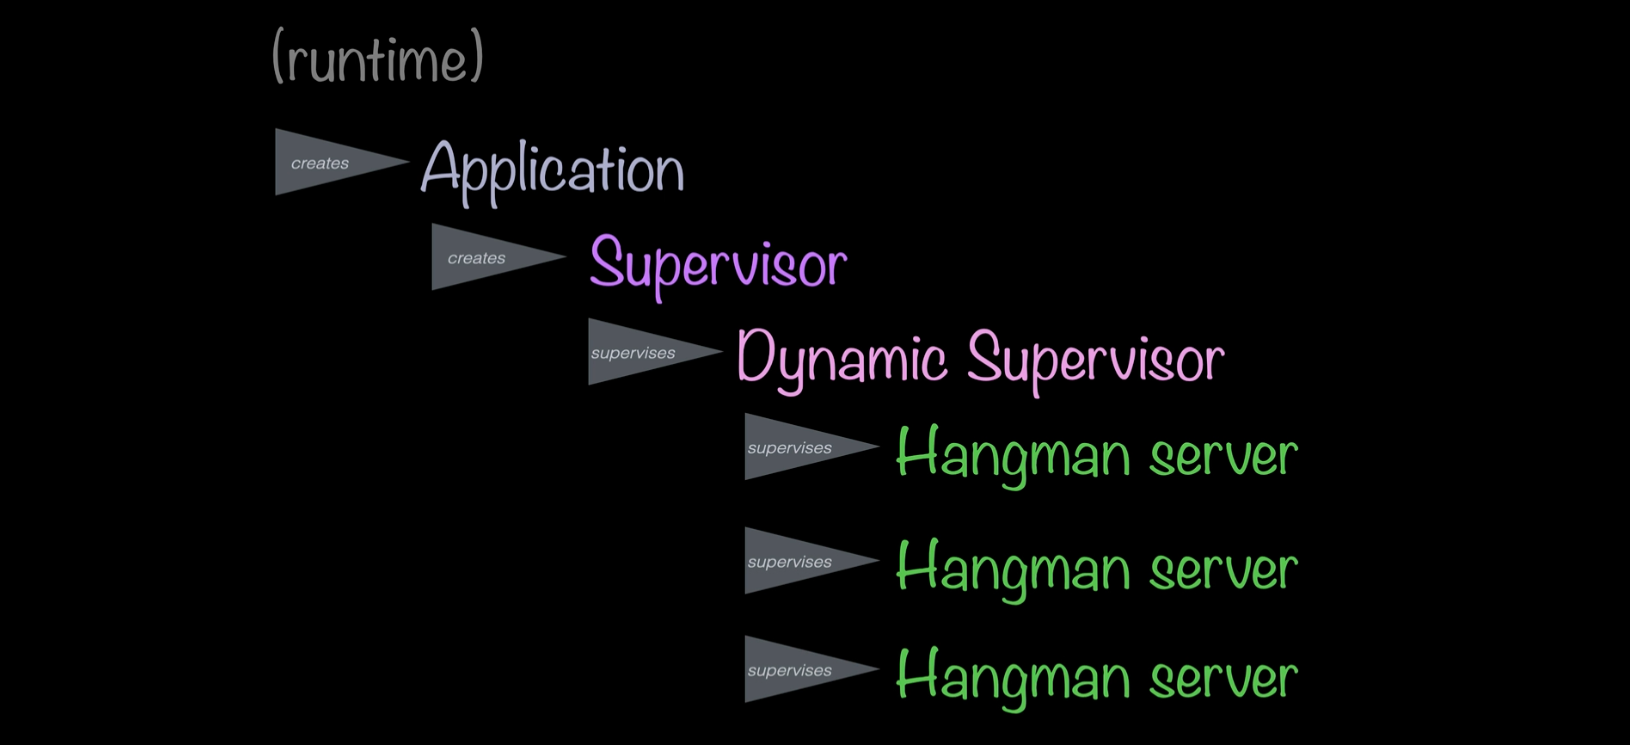 (runtime)
creates
Application
creates
Supervisor
supervises
Dynamic Supervisor
supervises
Hangman server
supervises
Hangman server
supervises
Hangman server